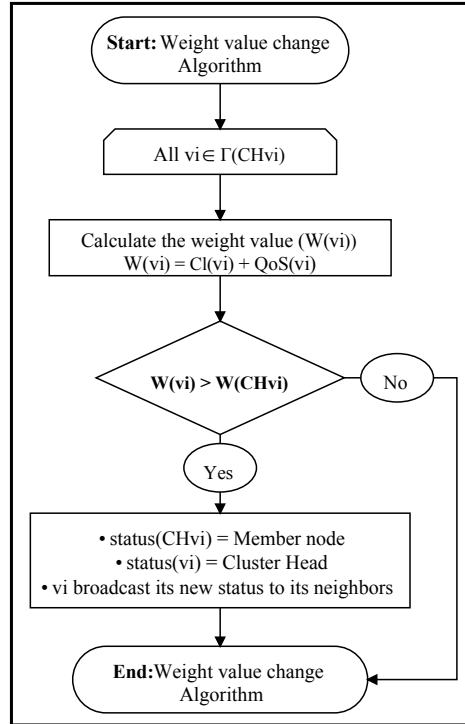 Start: Weight value change
Algorithm
All vi∈ Γ(CHvi)
Calculate the weight value (W(vi))
W(vi) = Cl(vi) + QoS(vi)
W(vi) > W(CHvi)
No
Yes
• status(CHvi) = Member node
• status(vi) = Cluster Head
• vi broadcast its new status to its neighbors
End:Weight value change
Algorithm